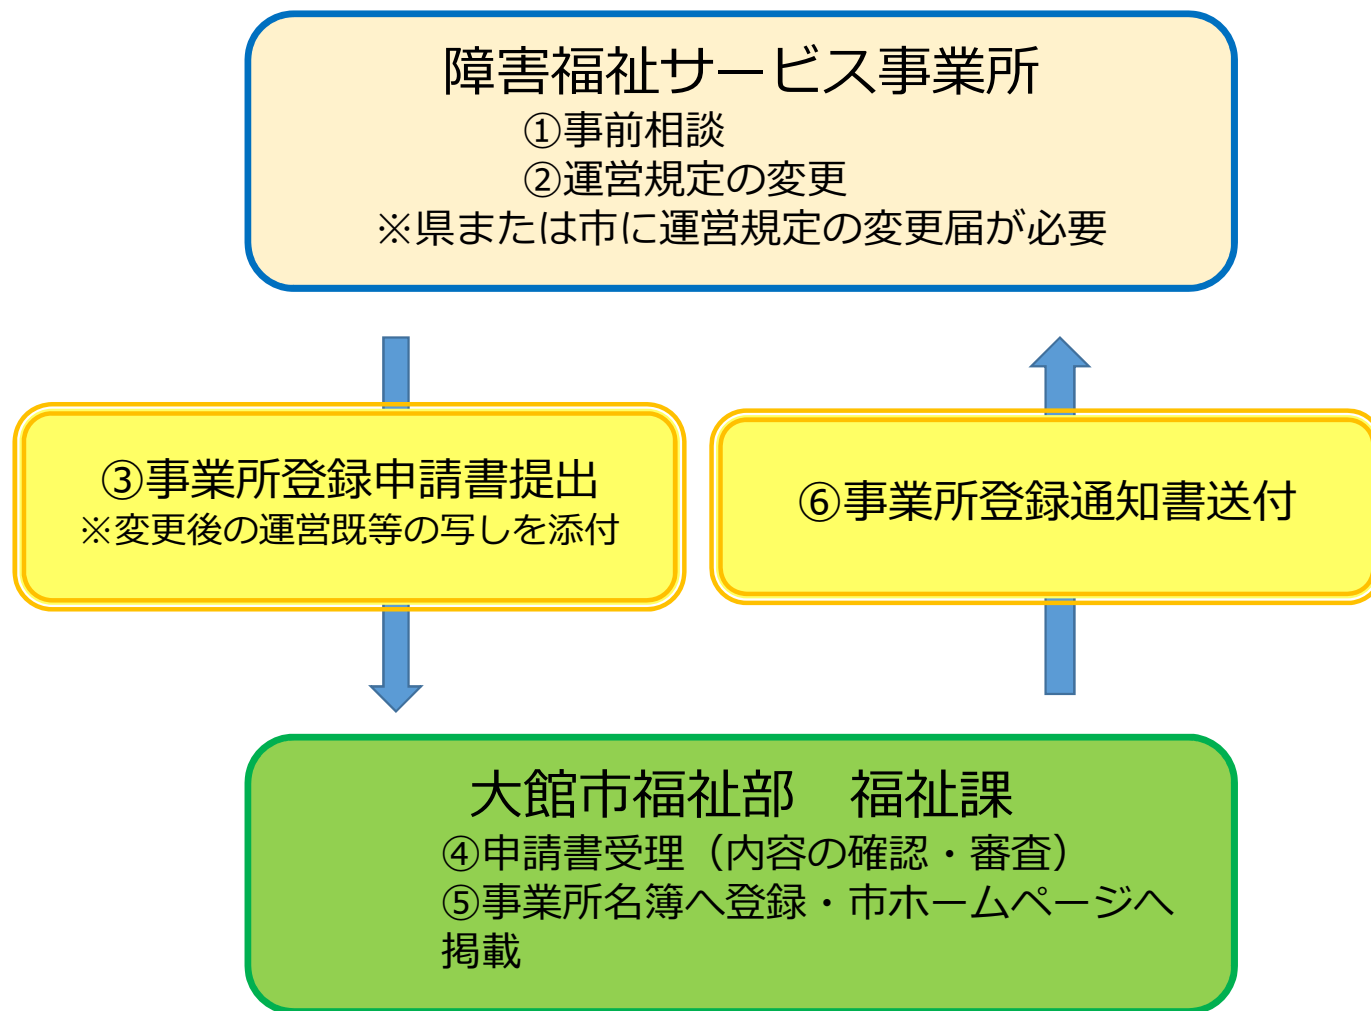 障害福祉サービス事業所
①事前相談
②運営規定の変更
※県または市に運営規定の変更届が必要
③事業所登録申請書提出
※変更後の運営既等の写しを添付
⑥事業所登録通知書送付
大館市福祉部　福祉課
④申請書受理（内容の確認・審査）
⑤事業所名簿へ登録・市ホームページへ
掲載